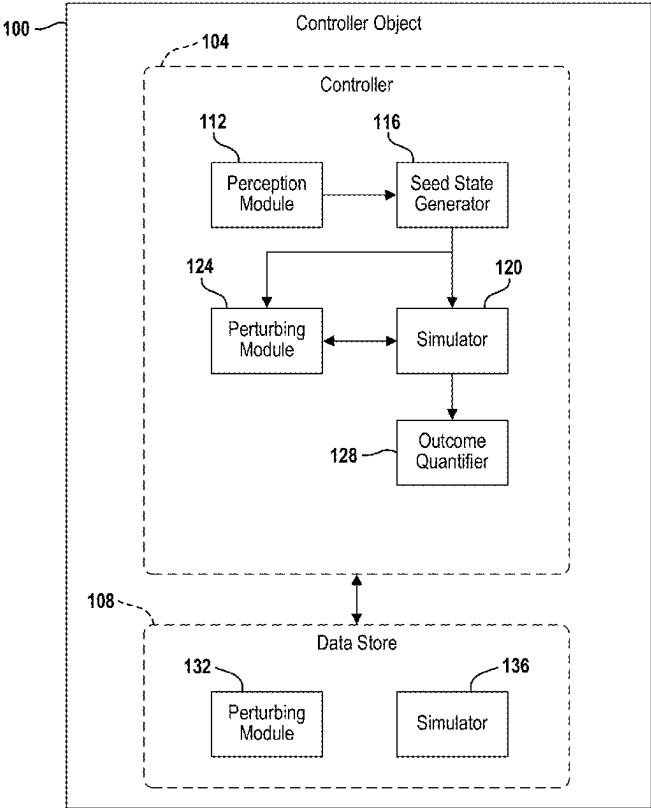 100
Controller Object
104
Controller
112
116
Perception
Module
Seed State
Generator
124
120
Perturbing
Module
Simulator
128
Outcome
Quantifier
108
Data Store
132
136
Perturbing
Module
Simulator